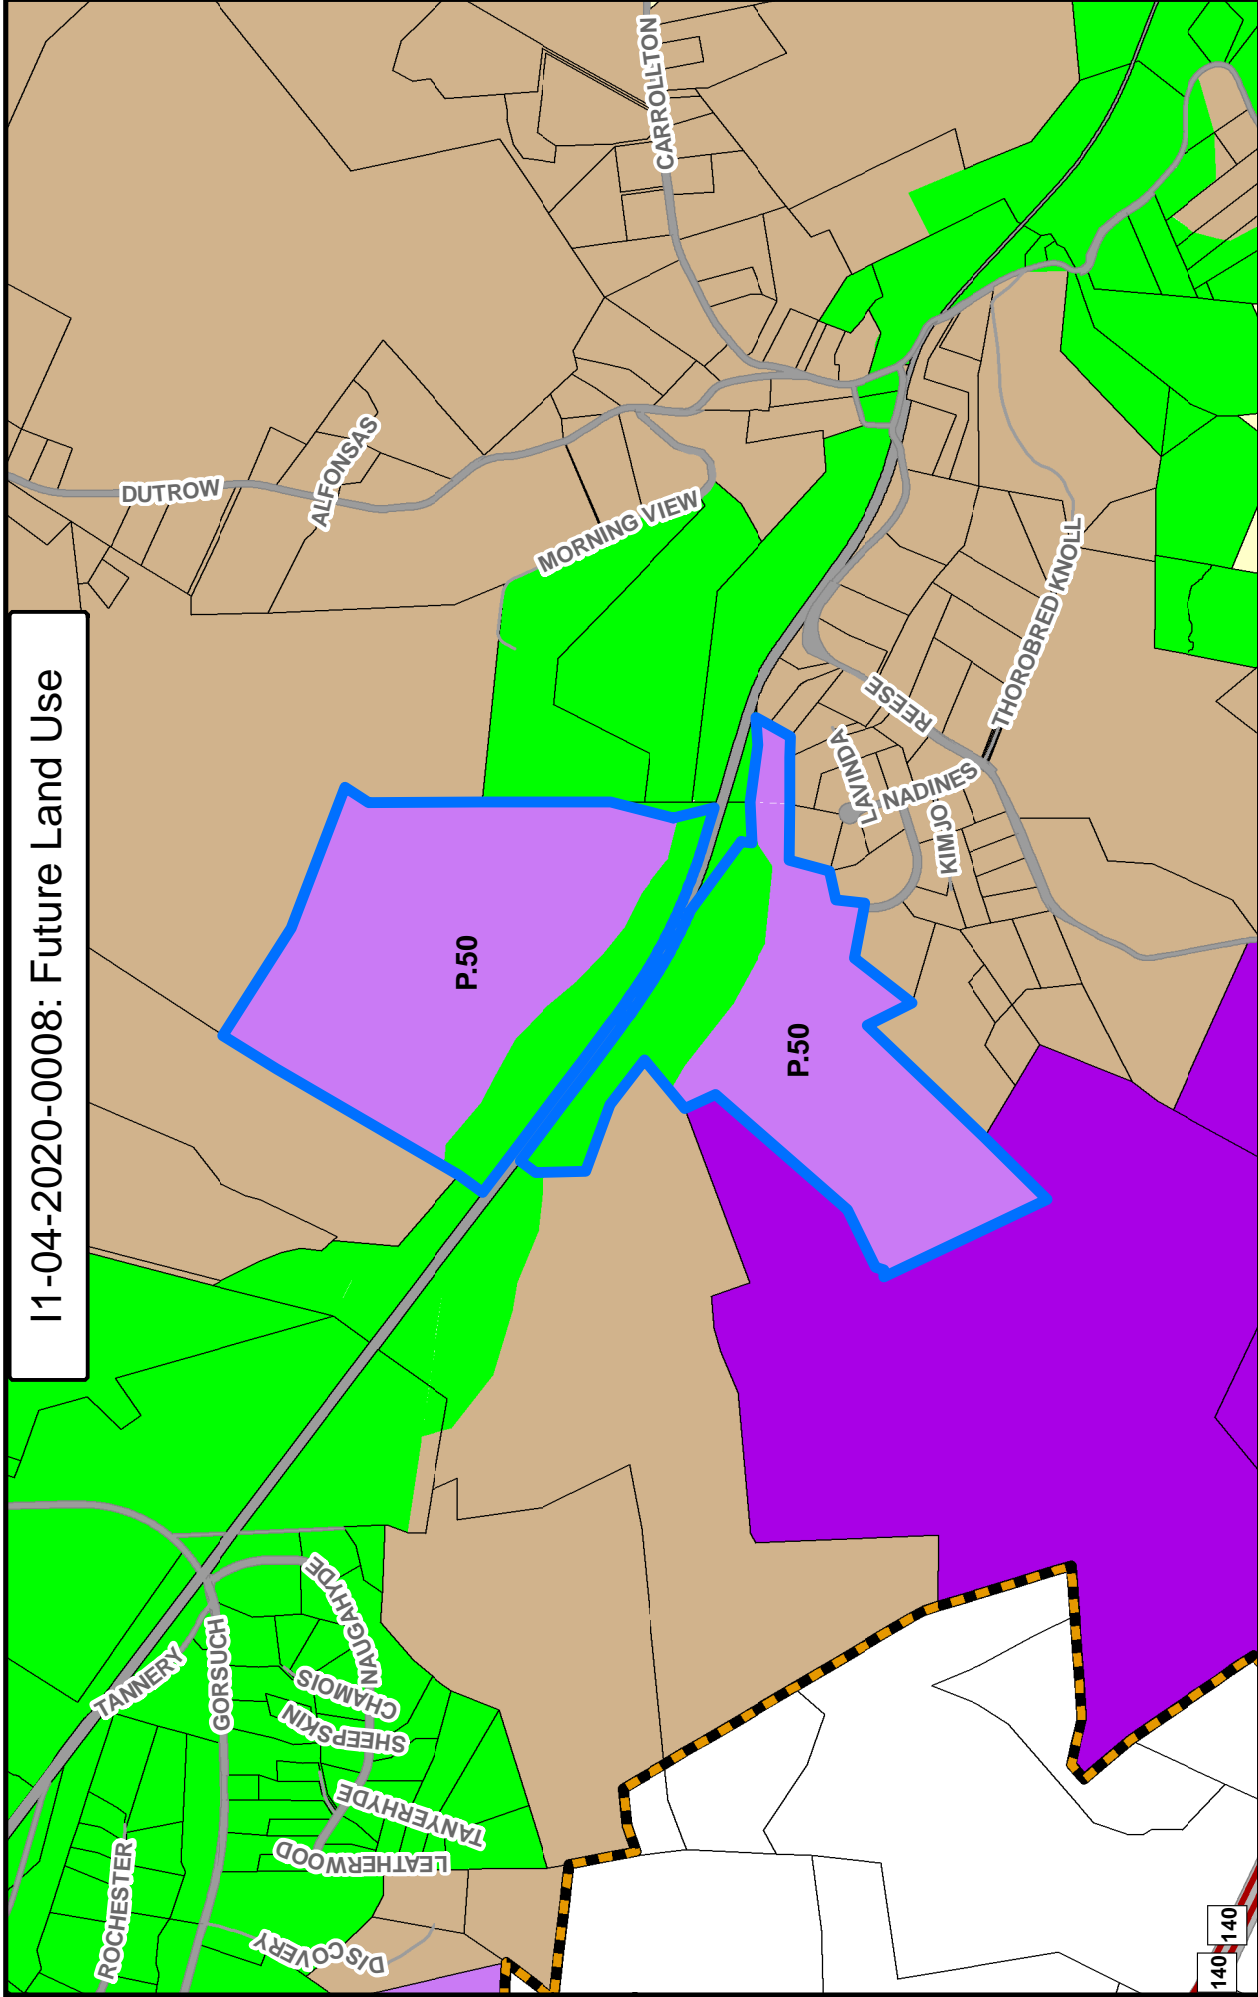 I1-04-2020-0008: Future Land Use
CARROLLTON
DUTROW
ALFONSAS
MORNING VIEW
THOROBRED KNOLL
REESE
LAVINDA
NADINES
KIMJO
P.50
P.50
NAUGAHYDE
TANNERY
GORSUCH
CHAMOIS
SHEEPSKIN
TANYERHYDE
LEATHERWOOD
ROCHESTER
DISCOVERY
140
140